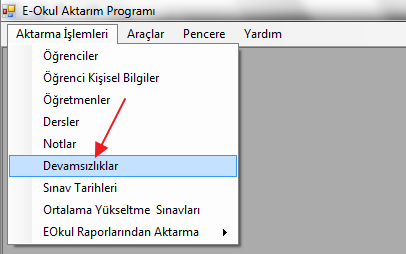 E-Okul Aktarım Programı
Aktarma İşlemleri Araçlar Pencere Yardım
Öğrenciler
Öğrenci Kişisel Bilgiler
Öğretmenler
Dersler
Notlar
Devamsızlıklar
Sınav Tarihleri
Ortalama Yükseltme Sınavları
EOkul Raporlarından Aktarma